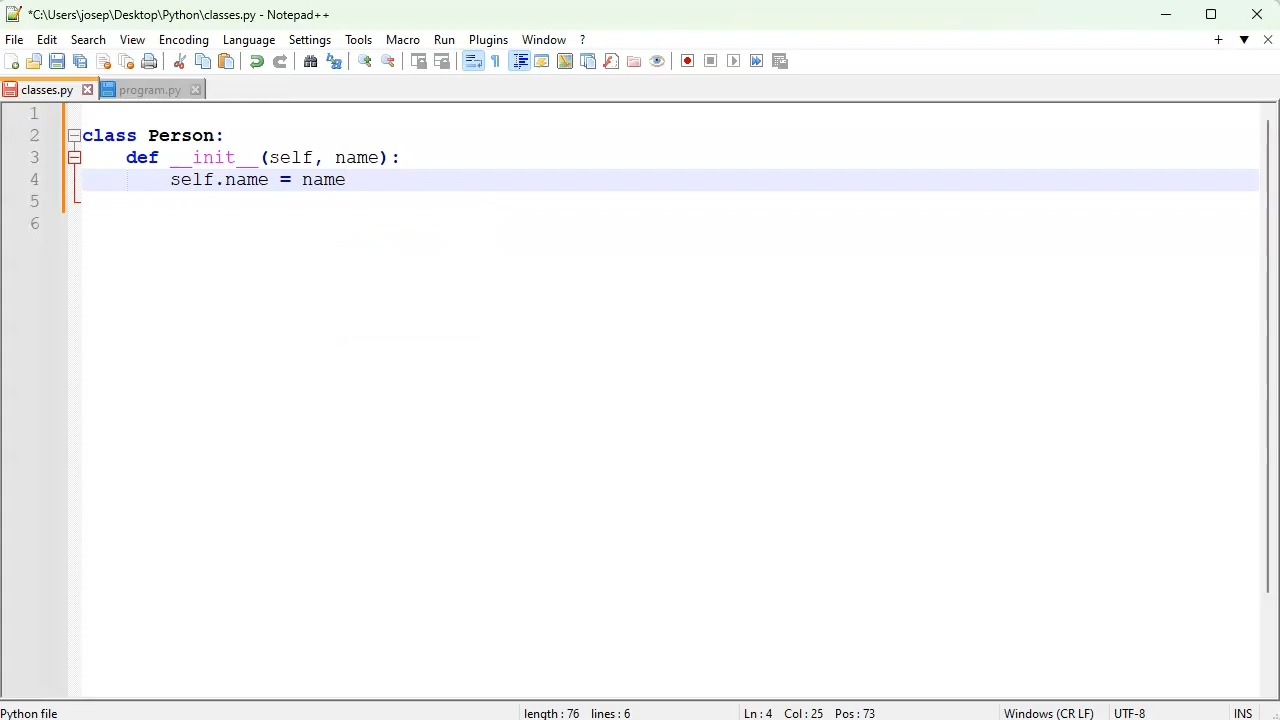 *C:\Users\josep\Desktop\Python\classes.py - Notepad++
File Edit Search View Encoding Language Settings Tools Macro Run Plugins Window ?
classes.py program.py
1
2 class Person:
3 def __init__(self, name):
4 self.name = name
5
6
Python file length : 76 lines : 6 Ln : 4 Col : 25 Pos : 73 Windows (CR LF) UTF-8 INS